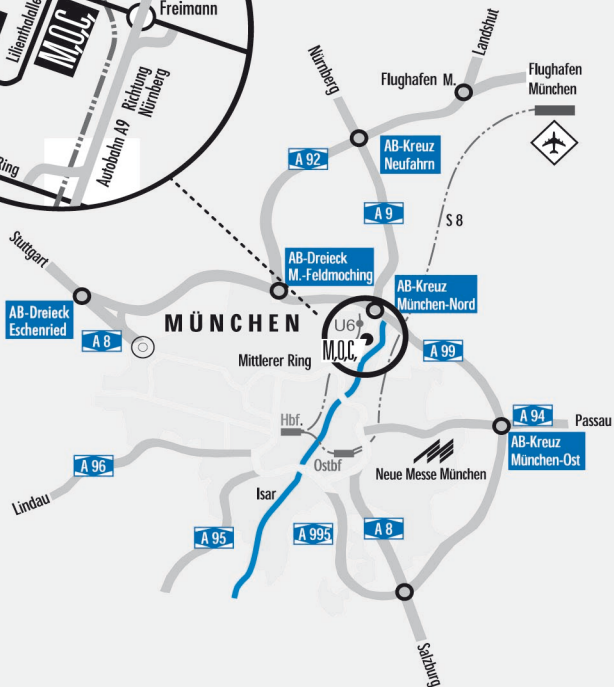 Freimann
Lilienthalalle
M,O,C,
Richtung
Nürnberg
Autobahn A9
Ring
Nürnberg
Landshut
Flughafen M.
Flughafen
München
AB-Kreuz
Neufahrn
A 92
A 9
S 8
Stuttgart
AB-Dreieck
M.-Feldmoching
AB-Kreuz
München-Nord
AB-Dreieck
Eschenried
A 8
MÜNCHEN
U6
M,O,C,
Mittlerer Ring
A 99
Hbf.
A 94
Passau
AB-Kreuz
München-Ost
Ostbf
Neue Messe München
A 96
Lindau
Isar
A 95
A 995
A 8
Salzburg